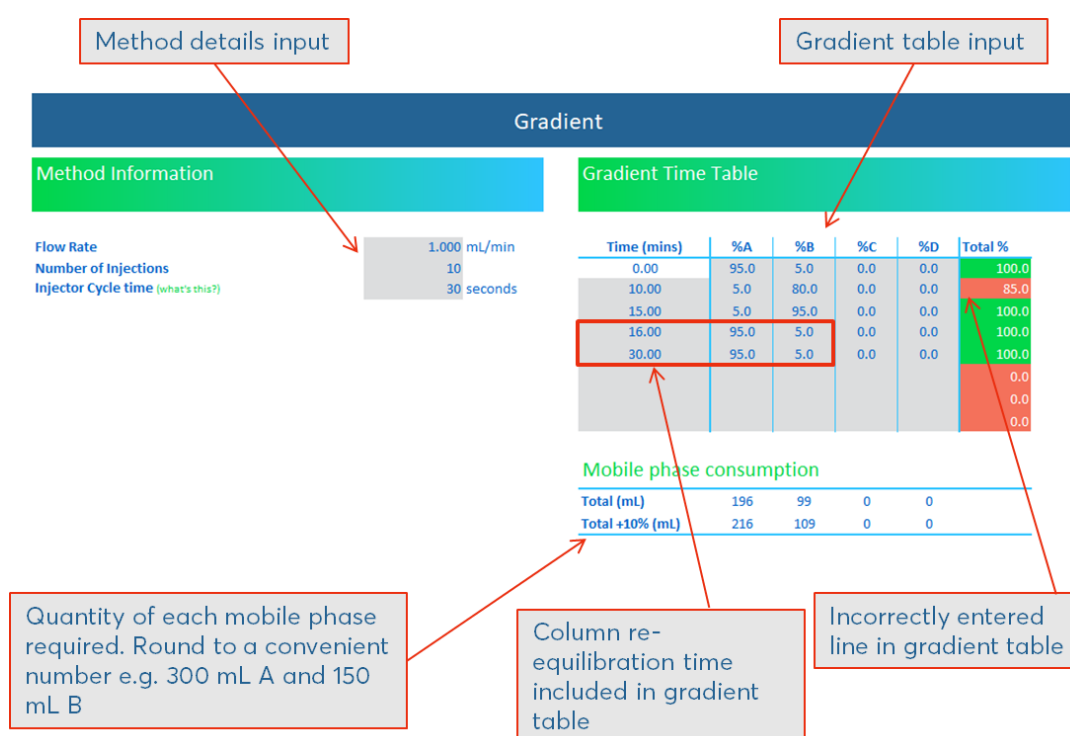 Method details input
Gradient table input
Gradient
Method Information
Gradient Time Table
Flow Rate 1.000 mL/min
Number of Injections 10
Injector Cycle time (what's this?) 30 seconds
Time (mins) %A %B %C %D Total %
0.00 95.0 5.0 0.0 0.0 100.0
10.00 5.0 80.0 0.0 0.0 85.0
15.00 5.0 95.0 0.0 0.0 100.0
16.00 95.0 5.0 0.0 0.0 100.0
30.00 95.0 5.0 0.0 0.0 100.0
0.0
0.0
0.0
Mobile phase consumption
Total (mL) 196 99 0 0
Total +10% (mL) 216 109 0 0
Quantity of each mobile phase
required. Round to a convenient
number e.g. 300 mL A and 150
mL B
Column re-
equilibration time
included in gradient
table
Incorrectly entered
line in gradient table